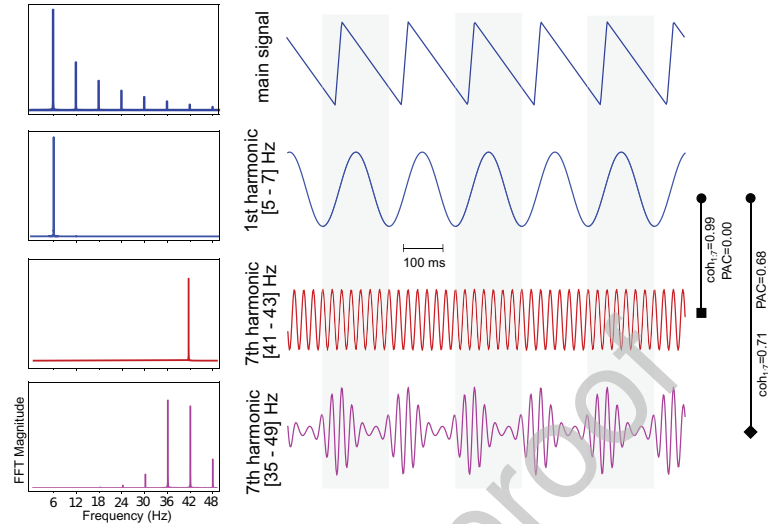 main signal
1st harmonic
[5 - 7] Hz
100 ms
7th harmonic
[41 - 43] Hz
coh1:7=0.99
PAC=0.00
7th harmonic
[35 - 49] Hz
coh1:7=0.71 PAC=0.68
FFT Magnitude
6 12 18 24 30 36 42 48
Frequency (Hz)
proof